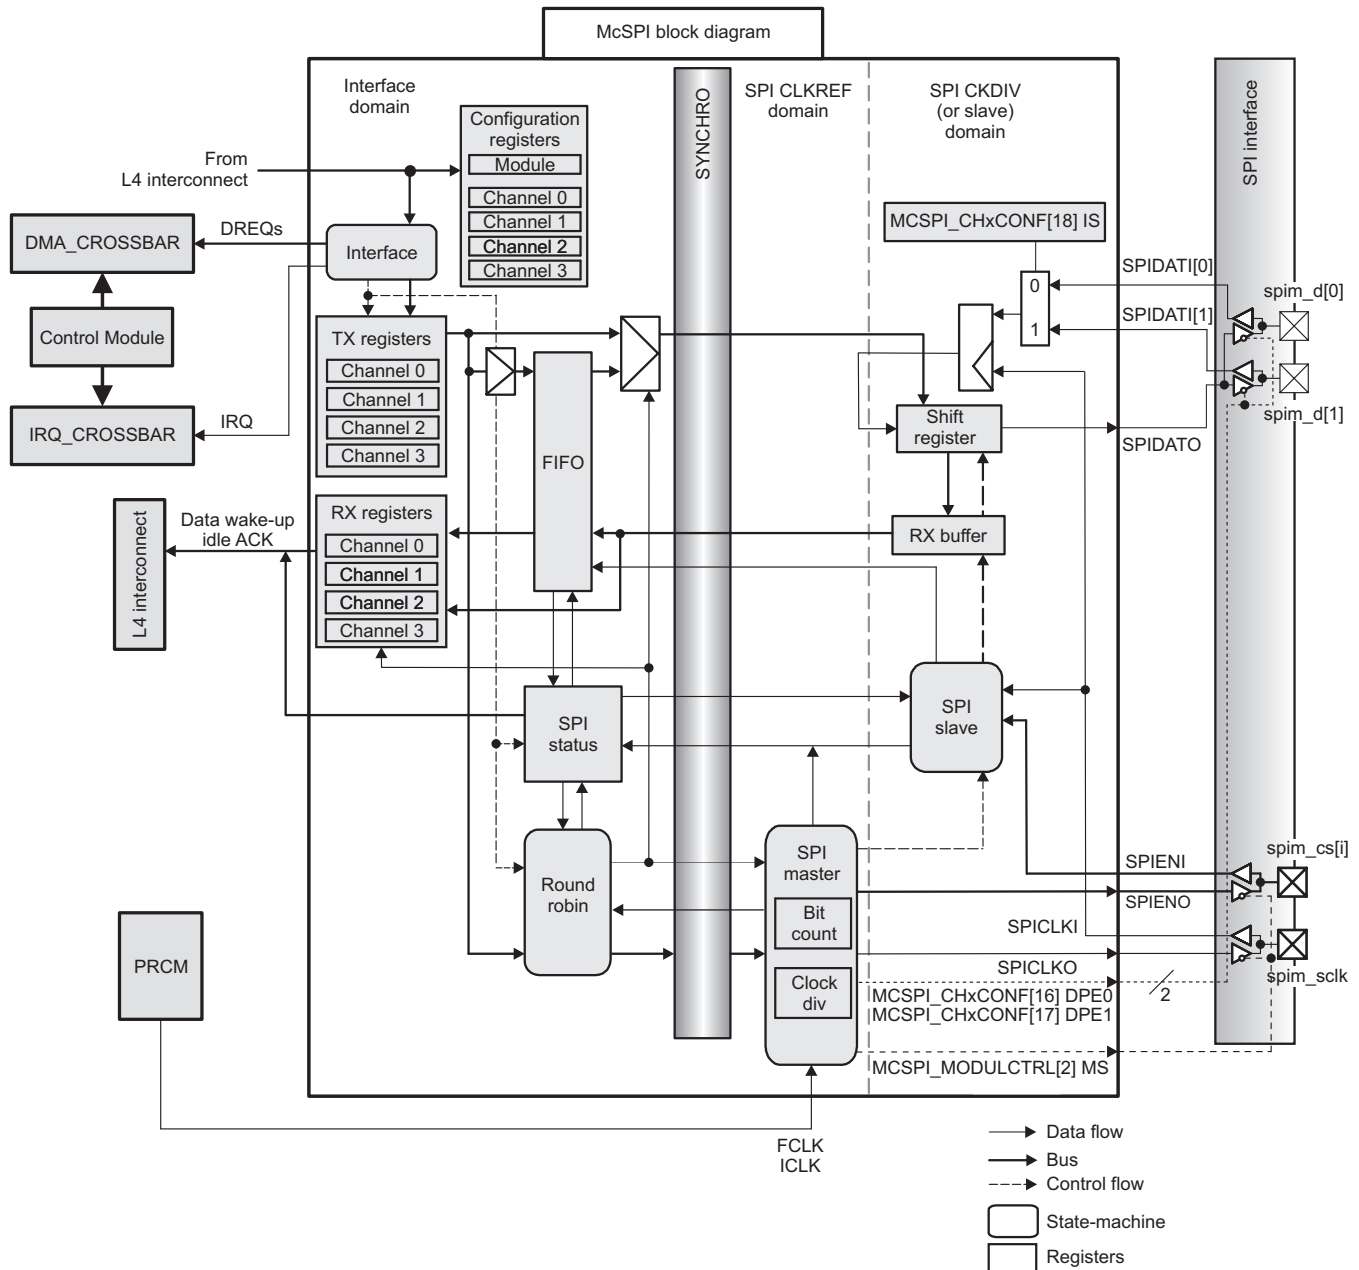 McSPI block diagram
Interface
domain
SPI CLKREF
domain
SPI CKDIV
(or slave)
domain
SYNCHRO
SPI interface
Configuration
registers
Module
Channel 0
Channel 1
Channel 2
Channel 3
From
L4 interconnect
DMA_CROSSBAR
DREQs
Interface
Control Module
IRQ_CROSSBAR
IRQ
MCSPI_CHxCONF[18] IS
0
1
SPIDATI[0]
SPIDATI[1]
spim_d[0]
spim_d[1]
TX registers
Channel 0
Channel 1
Channel 2
Channel 3
FIFO
Shift
register
SPIDATO
L4 interconnect
Data wake-up
idle ACK
RX registers
Channel 0
Channel 1
Channel 2
Channel 3
RX buffer
SPI
status
SPI
slave
Round
robin
SPI
master
Bit
count
Clock
div
SPIENI
SPIENO
SPICLKI
SPICLKO
spim_cs[i]
spim_sclk
MCSPI_CHxCONF[16] DPE0
MCSPI_CHxCONF[17] DPE1
2
MCSPI_MODULCTRL[2] MS
PRCM
FCLK
ICLK
Data flow
Bus
Control flow
State-machine
Registers